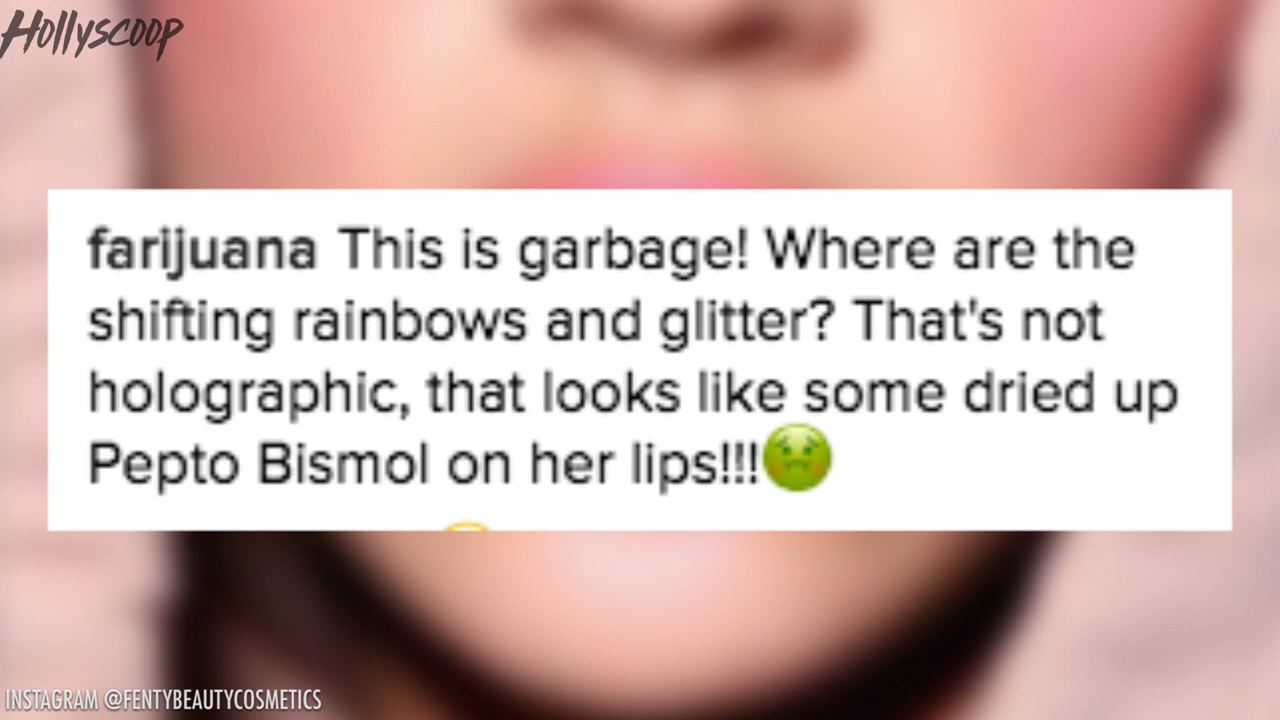 Hollyscoop
farijuana This is garbage! Where are the
shifting rainbows and glitter? That's not
holographic, that looks like some dried up
Pepto Bismol on her lips!!!🤢
INSTAGRAM @FENTYBEAUTYCOSMETICS